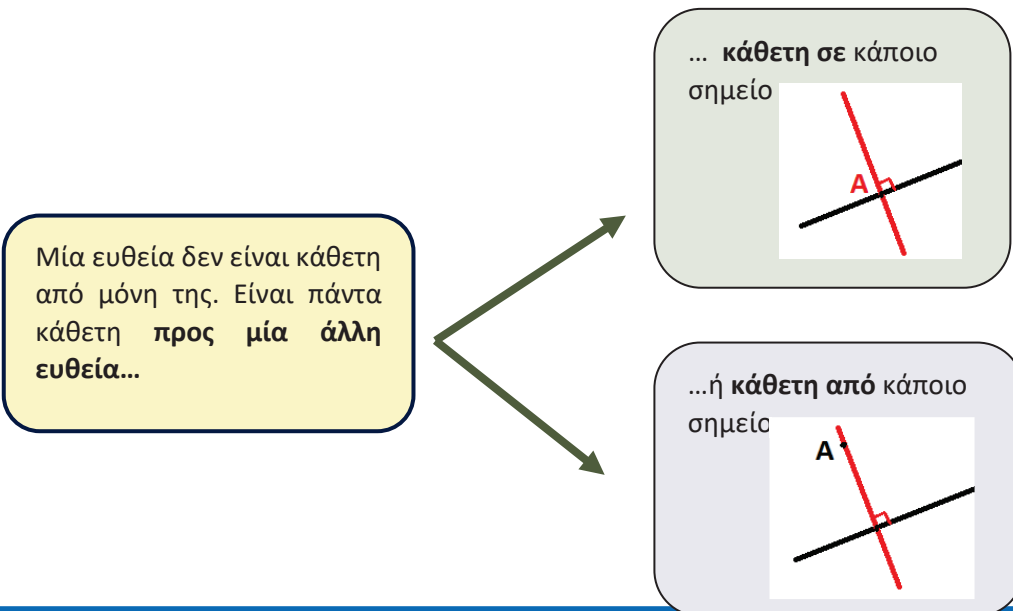 ... κάθετη σε κάποιο
σημείο
A
Μία ευθεία δεν είναι κάθετη
από μόνη της. Είναι πάντα
κάθετη προς μία άλλη
ευθεία...
...ή κάθετη από κάποιο
σημείο
A